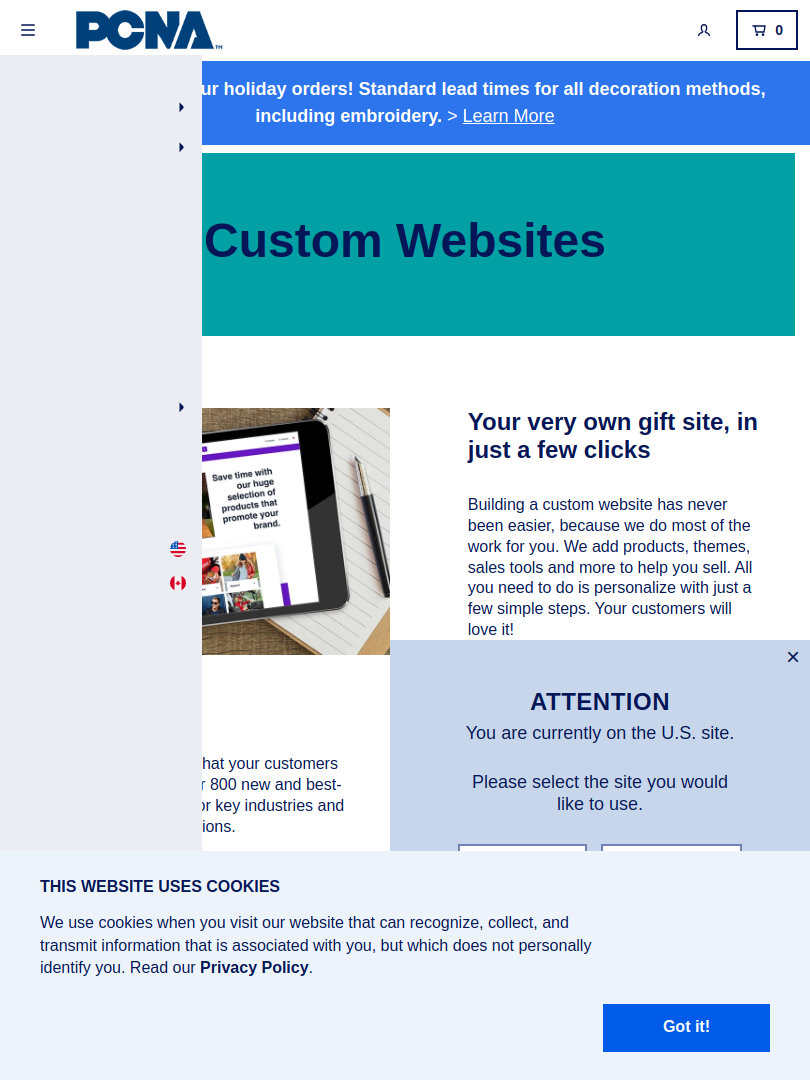 PCNA™
0
ur holiday orders! Standard lead times for all decoration methods,
including embroidery. > Learn More
Custom Websites
Save time with
our huge
selection of
products that
promote your
brand.
Your very own gift site, in
just a few clicks
Building a custom website has never
been easier, because we do most of the
work for you. We add products, themes,
sales tools and more to help you sell. All
you need to do is personalize with just a
few simple steps. Your customers will
love it!
hat your customers
r 800 new and best-
or key industries and
ions.
×
ATTENTION
You are currently on the U.S. site.
Please select the site you would
like to use.
THIS WEBSITE USES COOKIES
We use cookies when you visit our website that can recognize, collect, and
transmit information that is associated with you, but which does not personally
identify you. Read our Privacy Policy.
Got it!